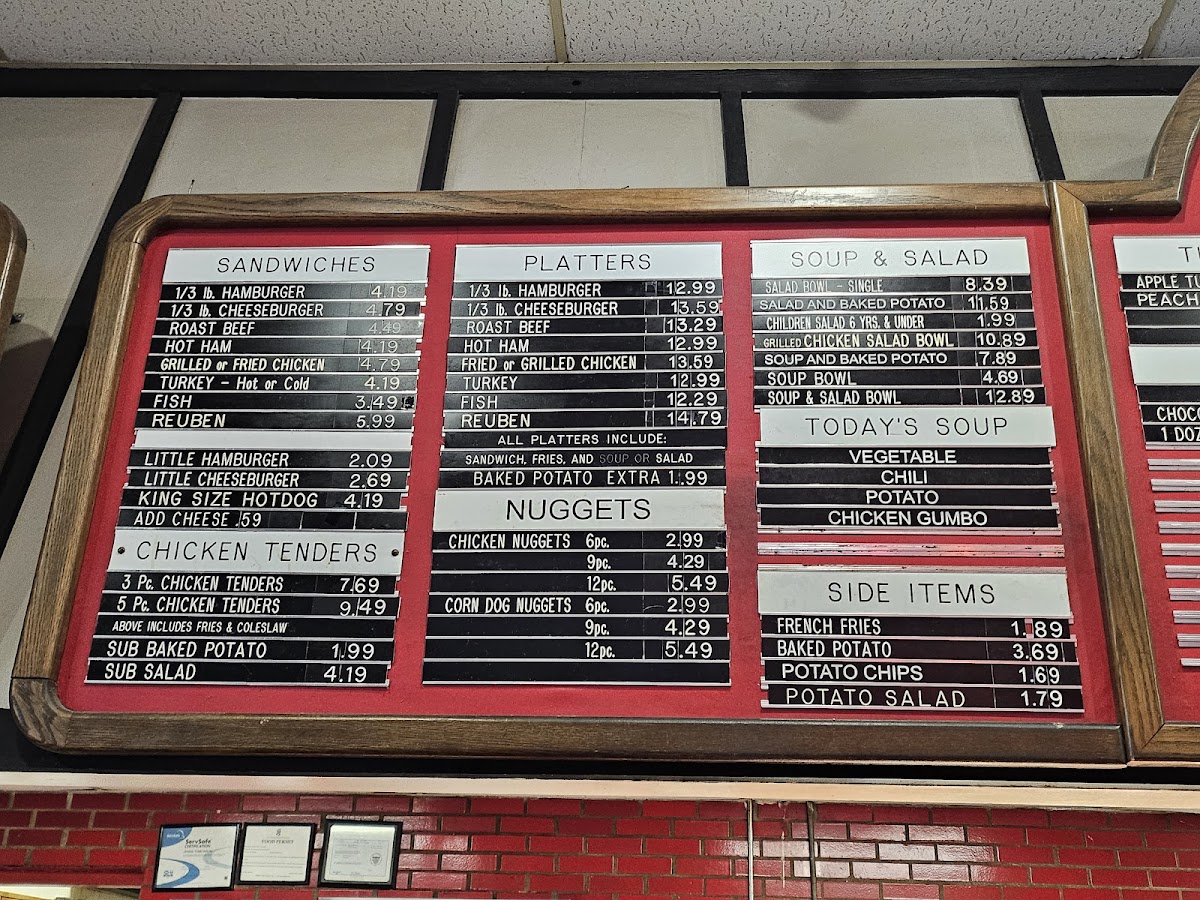 SANDWICHES
1/3 lb. HAMBURGER 4.19
1/3 lb. CHEESEBURGER 4.79
ROAST BEEF 4.49
HOT HAM 4.19
GRILLED or FRIED CHICKEN 4.79
TURKEY - Hot or Cold 4.19
FISH 3.49
REUBEN 5.99
LITTLE HAMBURGER 2.09
LITTLE CHEESEBURGER 2.69
KING SIZE HOTDOG 4.19
ADD CHEESE .59
CHICKEN TENDERS
3 Pc. CHICKEN TENDERS 7.69
5 Pc. CHICKEN TENDERS 9.49
ABOVE INCLUDES FRIES & COLESLAW
SUB BAKED POTATO 1.99
SUB SALAD 4.19
PLATTERS
1/3 lb. HAMBURGER 12.99
1/3 lb. CHEESEBURGER 13.59
ROAST BEEF 13.29
HOT HAM 12.99
FRIED or GRILLED CHICKEN 13.59
TURKEY 12.99
FISH 12.29
REUBEN 14.79
ALL PLATTERS INCLUDE:
SANDWICH, FRIES, AND SOUP OR SALAD
BAKED POTATO EXTRA 1.99
NUGGETS
CHICKEN NUGGETS 6pc. 2.99
9pc. 4.29
12pc. 5.49
CORN DOG NUGGETS 6pc. 2.99
9pc. 4.29
12pc. 5.49
SOUP & SALAD
SALAD BOWL - SINGLE 8.39
SALAD AND BAKED POTATO 11.59
CHILDREN SALAD 6 YRS. & UNDER 1.99
GRILLED CHICKEN SALAD BOWL 10.89
SOUP AND BAKED POTATO 7.89
SOUP BOWL 4.69
SOUP & SALAD BOWL 12.89
TODAY'S SOUP
VEGETABLE
CHILI
POTATO
CHICKEN GUMBO
SIDE ITEMS
FRENCH FRIES 1.89
BAKED POTATO 3.69
POTATO CHIPS 1.69
POTATO SALAD 1.79
APPLE
PEACH
1 DOZ
ServSafe